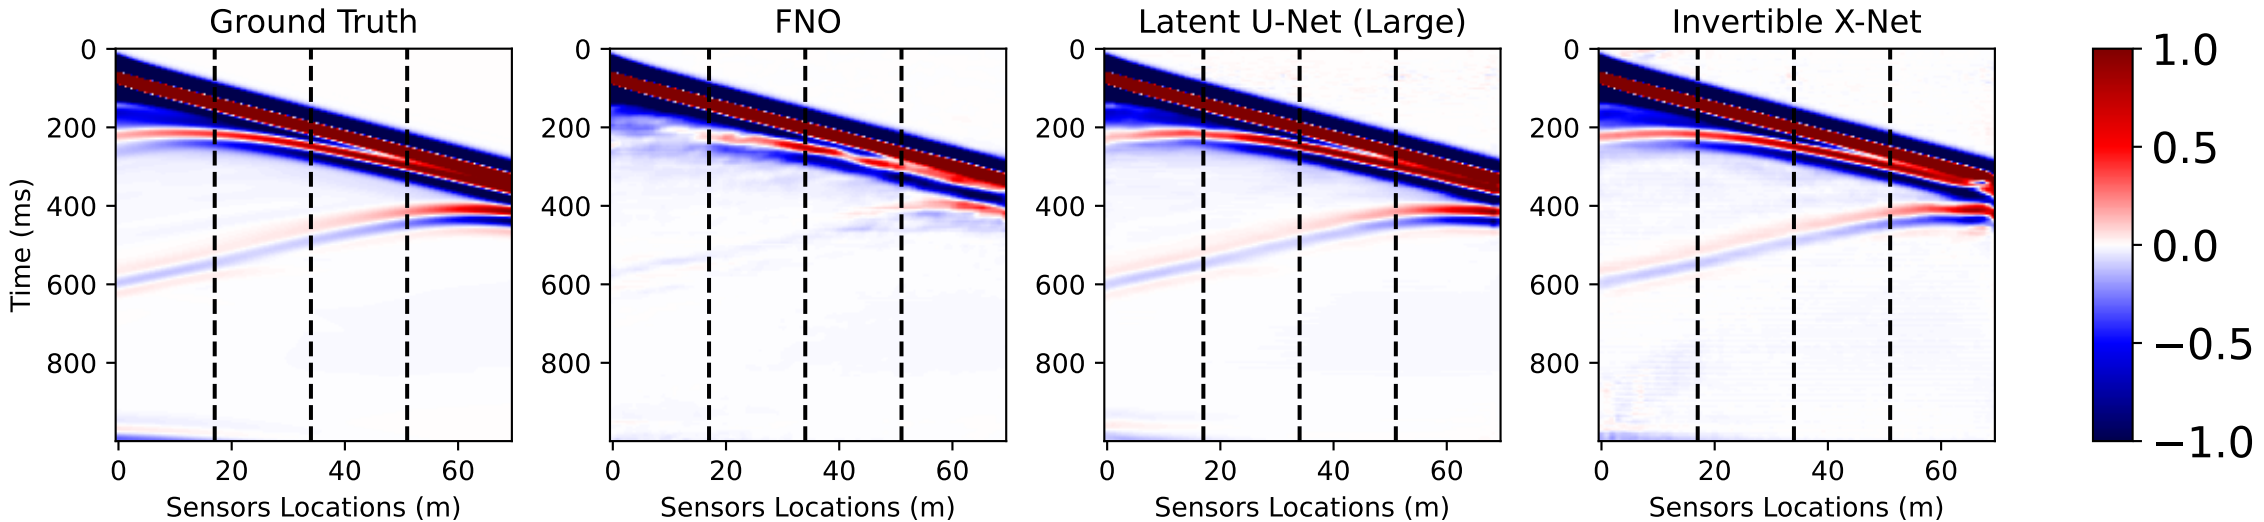 Ground Truth
FNO
Latent U-Net (Large)
Invertible X-Net
Time (ms)
0
200
400
600
800
0 20 40 60
Sensors Locations (m)
0
200
400
600
800
0 20 40 60
Sensors Locations (m)
0
200
400
600
800
0 20 40 60
Sensors Locations (m)
0
200
400
600
800
0 20 40 60
Sensors Locations (m)
1.0
0.5
0.0
−0.5
−1.0